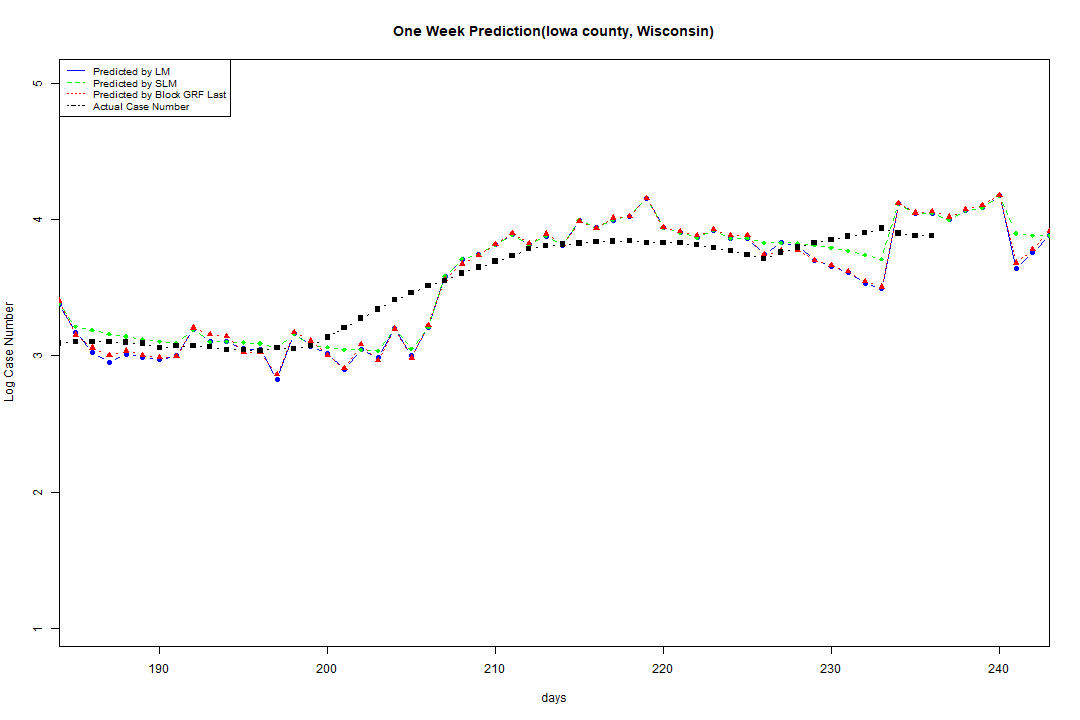 One Week Prediction(Iowa county, Wisconsin)
Predicted by LM
Predicted by SLM
Predicted by Block GRF Last
Actual Case Number
5
4
3
2
1
Log Case Number
190 200 210 220 230 240
days